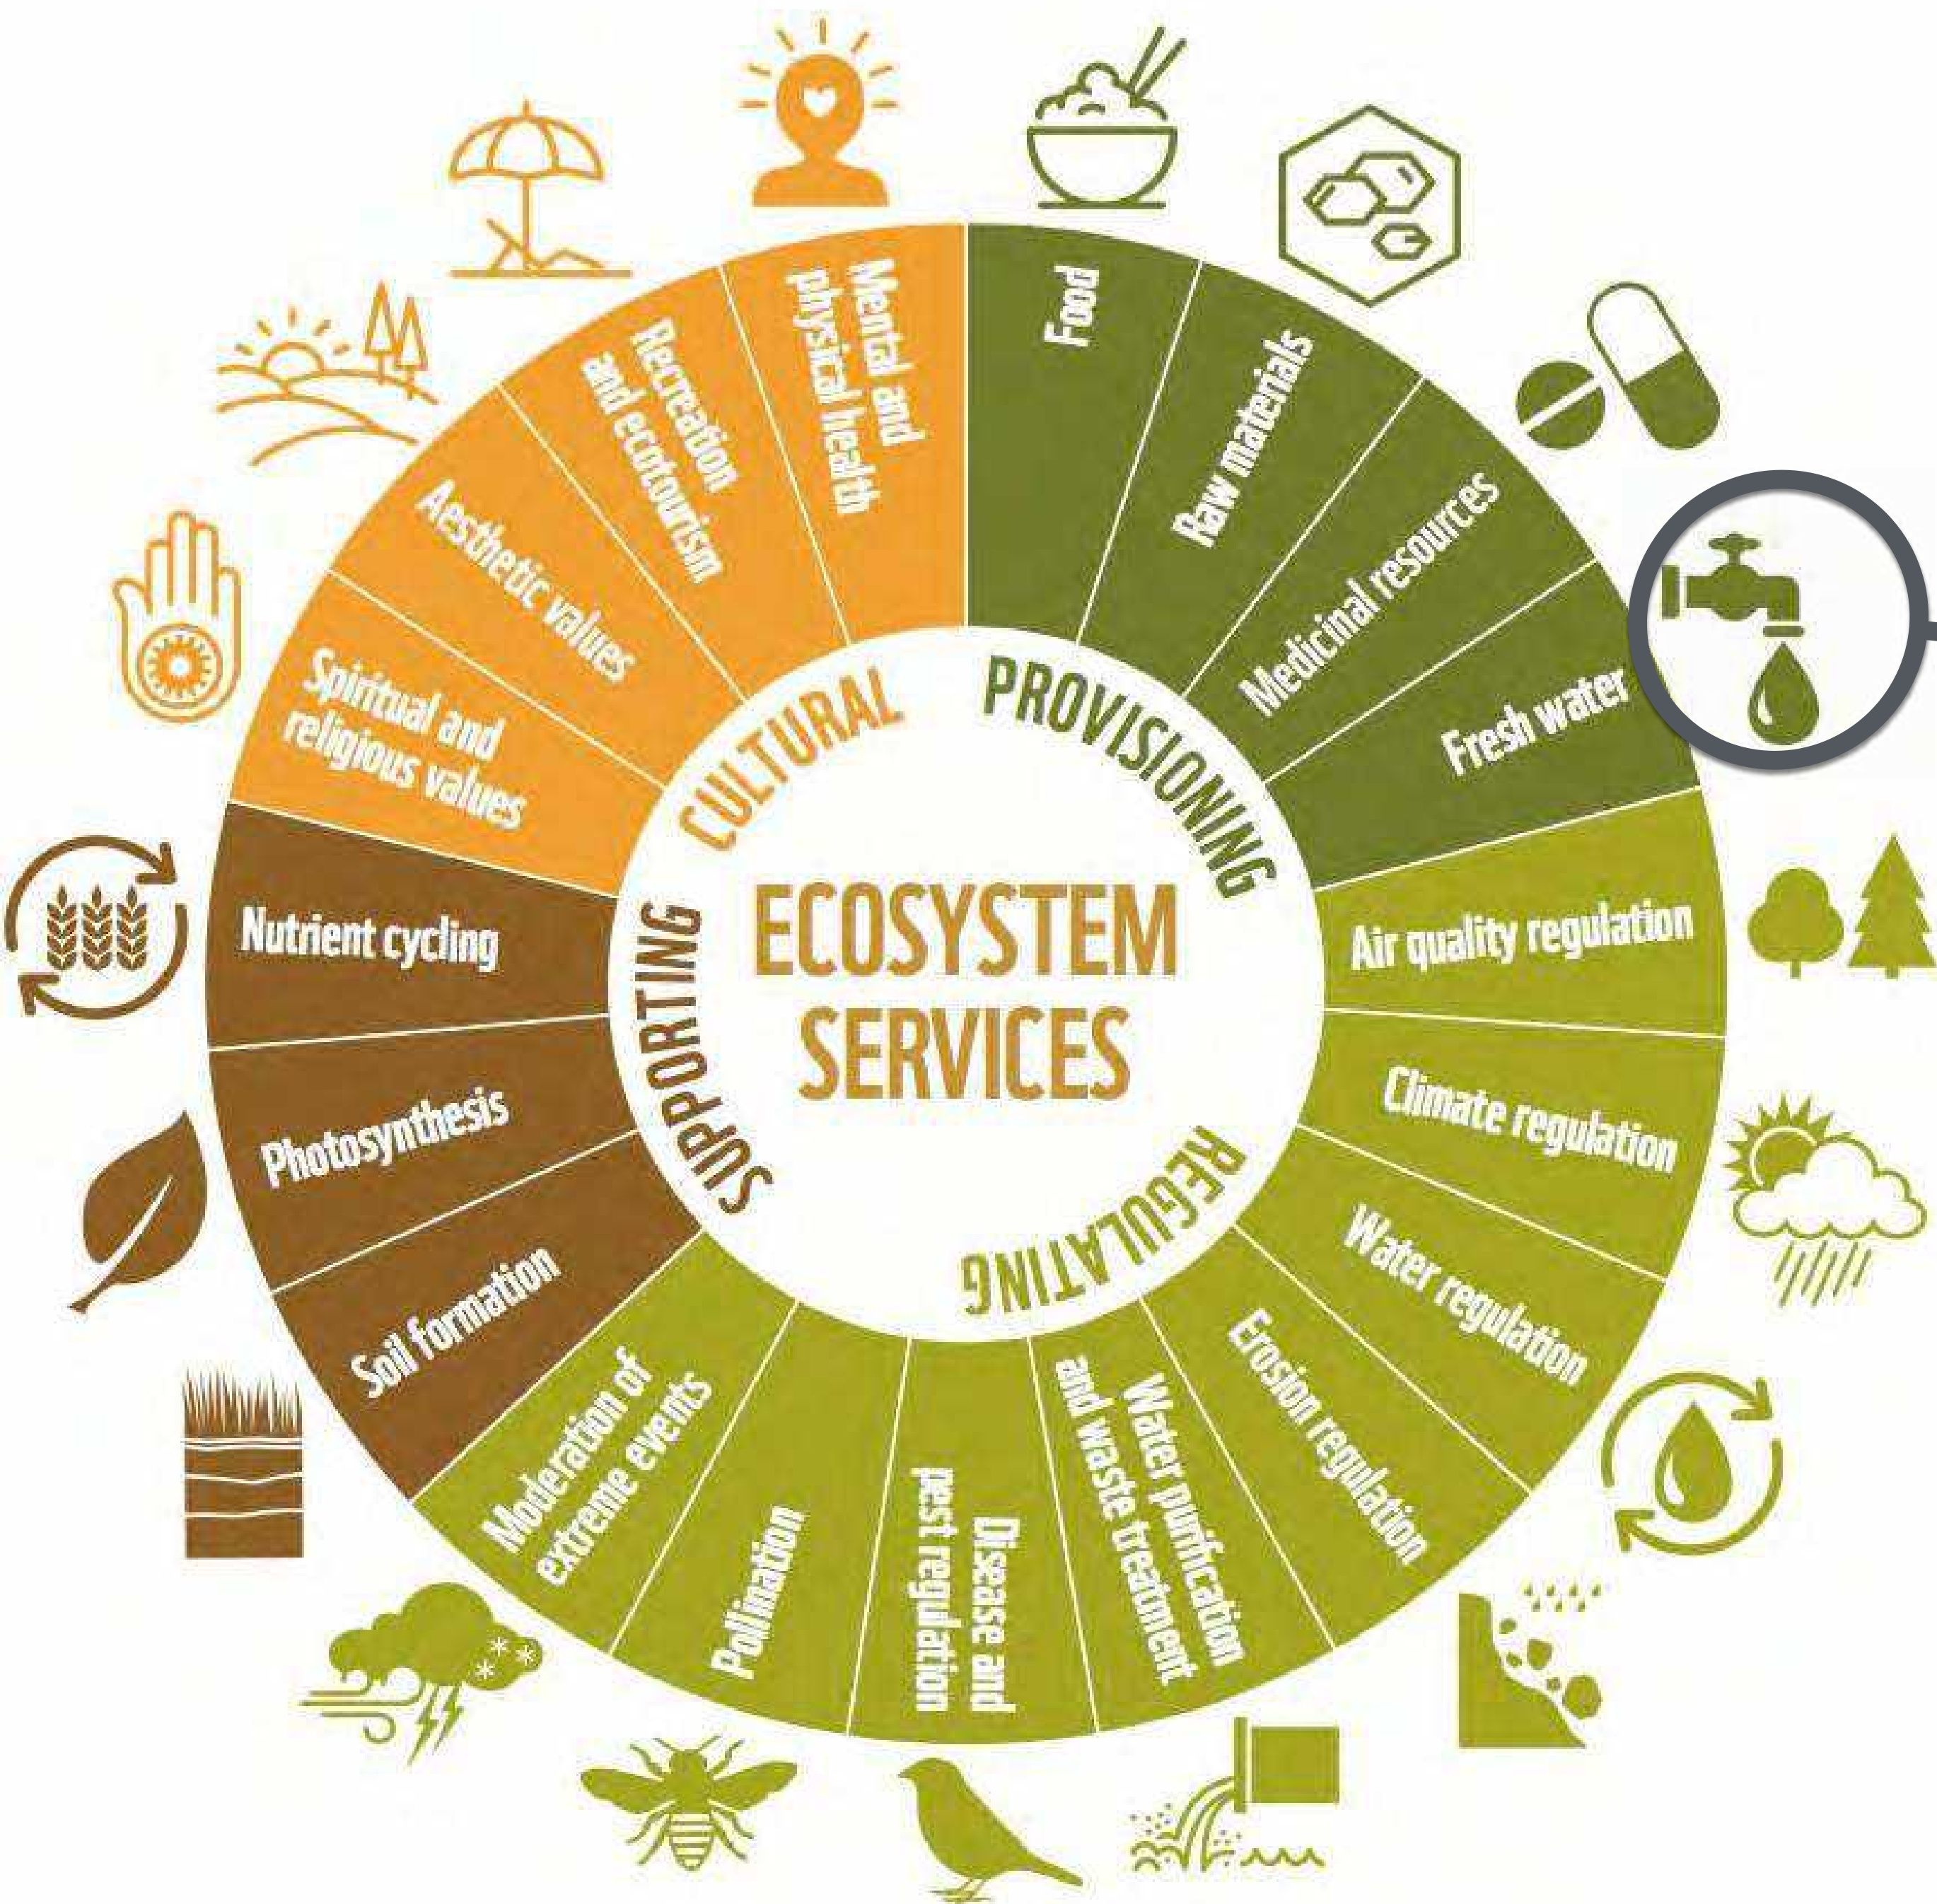 ECOSYSTEM
SERVICES
PROVISIONING
Food
Raw materials
Medicinal resources
Fresh water
REGULATING
Air quality regulation
Climate regulation
Water regulation
Erosion regulation
Water purification
and waste treatment
Disease and
pest regulation
Pollination
Moderation of
extreme events
SUPPORTING
Soil formation
Photosynthesis
Nutrient cycling
CULTURAL
Spiritual and
religious values
Aesthetic values
Recreation
and ecotourism
Mental and
physical health